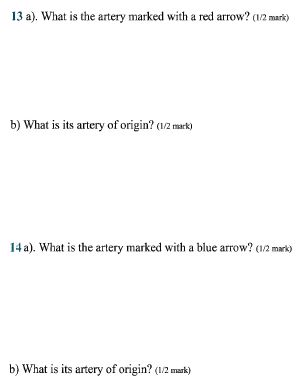 13 a). What is the artery marked with a red arrow? (1/2 mark)
b) What is its artery of origin? (1/2 mark)
14 a). What is the artery marked with a blue arrow? (1/2 mark)
b) What is its artery of origin? (1/2 mark)